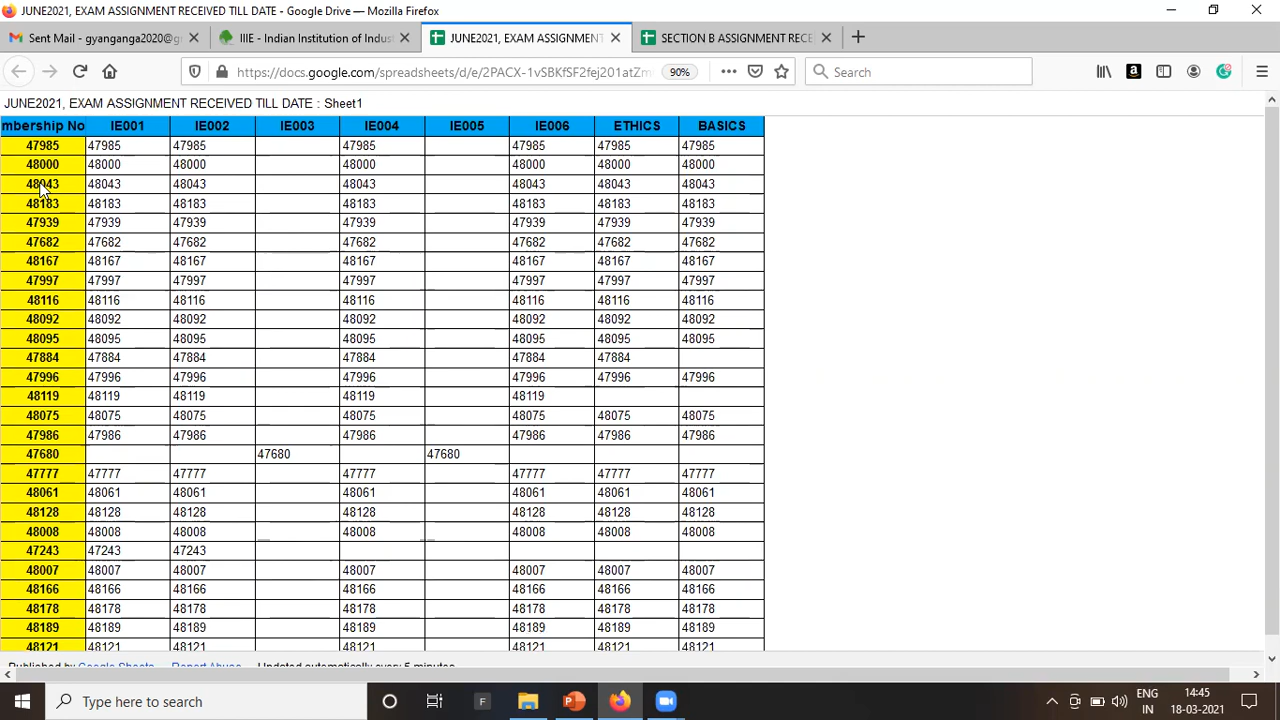 JUNE2021, EXAM ASSIGNMENT RECEIVED TILL DATE - Google Drive — Mozilla Firefox
Sent Mail - gyanganga2020@g
IIIE - Indian Institution of Indus
JUNE2021, EXAM ASSIGNMENT
SECTION B ASSIGNMENT RECE
https://docs.google.com/spreadsheets/d/e/2PACX-1vSBKfSF2fej201atZm
90%
Search
JUNE2021, EXAM ASSIGNMENT RECEIVED TILL DATE : Sheet1
mbership No IE001 IE002 IE003 IE004 IE005 IE006 ETHICS BASICS
47985 47985 47985 47985 47985 47985 47985
48000 48000 48000 48000 48000 48000 48000
48043 48043 48043 48043 48043 48043 48043
48183 48183 48183 48183 48183 48183 48183
47939 47939 47939 47939 47939 47939 47939
47682 47682 47682 47682 47682 47682 47682
48167 48167 48167 48167 48167 48167 48167
47997 47997 47997 47997 47997 47997 47997
48116 48116 48116 48116 48116 48116 48116
48092 48092 48092 48092 48092 48092 48092
48095 48095 48095 48095 48095 48095 48095
47884 47884 47884 47884 47884 47884
47996 47996 47996 47996 47996 47996 47996
48119 48119 48119 48119 48119
48075 48075 48075 48075 48075 48075 48075
47986 47986 47986 47986 47986 47986 47986
47680 47680 47680
47777 47777 47777 47777 47777 47777 47777
48061 48061 48061 48061 48061 48061 48061
48128 48128 48128 48128 48128 48128 48128
48008 48008 48008 48008 48008 48008 48008
47243 47243 47243
48007 48007 48007 48007 48007 48007 48007
48166 48166 48166 48166 48166 48166 48166
48178 48178 48178 48178 48178 48178 48178
48189 48189 48189 48189 48189 48189 48189
48121 48121 48121 48121 48121 48121 48121
Published by Google Sheets Report Abuse Updated automatically every 5 minutes
Type here to search
F
ENG
IN
14:45
18-03-2021